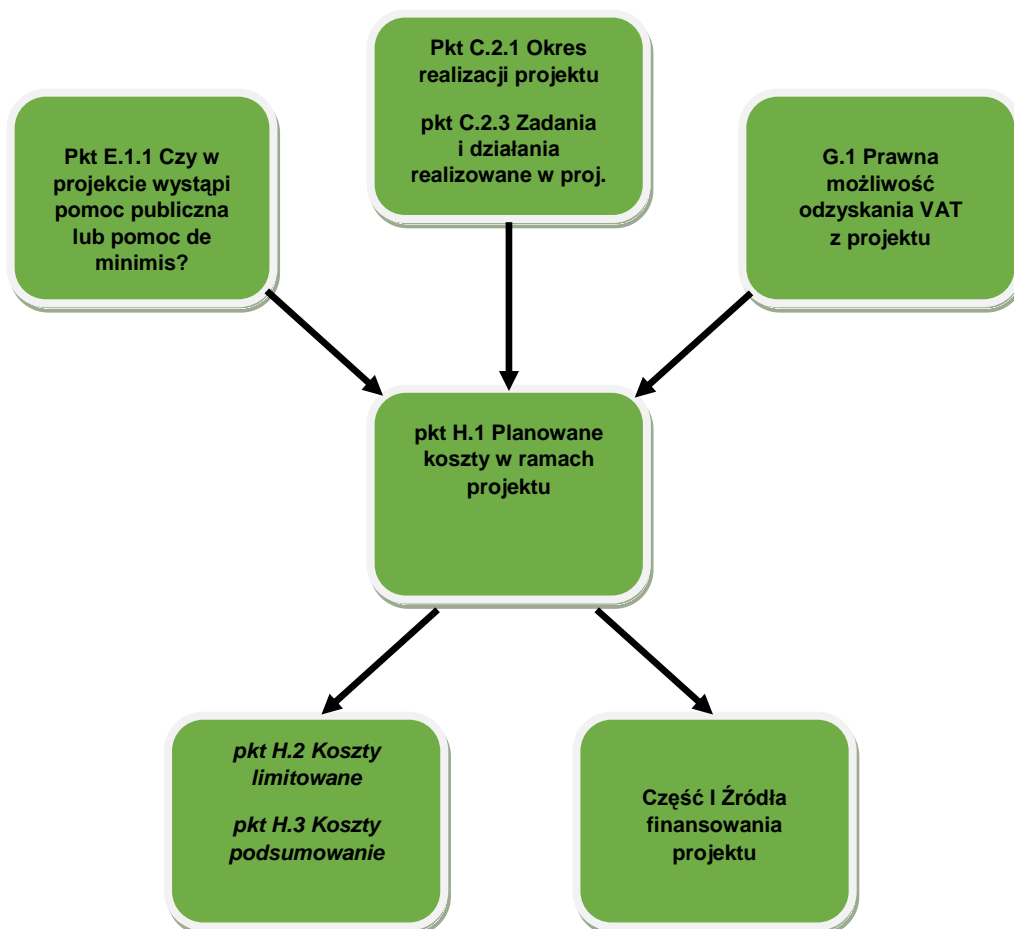 Pkt C.2.1 Okres
realizacji projektu
pkt C.2.3 Zadania
i działania
realizowane w proj.
Pkt E.1.1 Czy w
projekcie wystąpi
pomoc publiczna
lub pomoc de
minimis?
G.1 Prawna
możliwość
odzyskania VAT
z projektu
pkt H.1 Planowane
koszty w ramach
projektu
pkt H.2 Koszty
limitowane
pkt H.3 Koszty
podsumowanie
Część I Źródła
finansowania
projektu